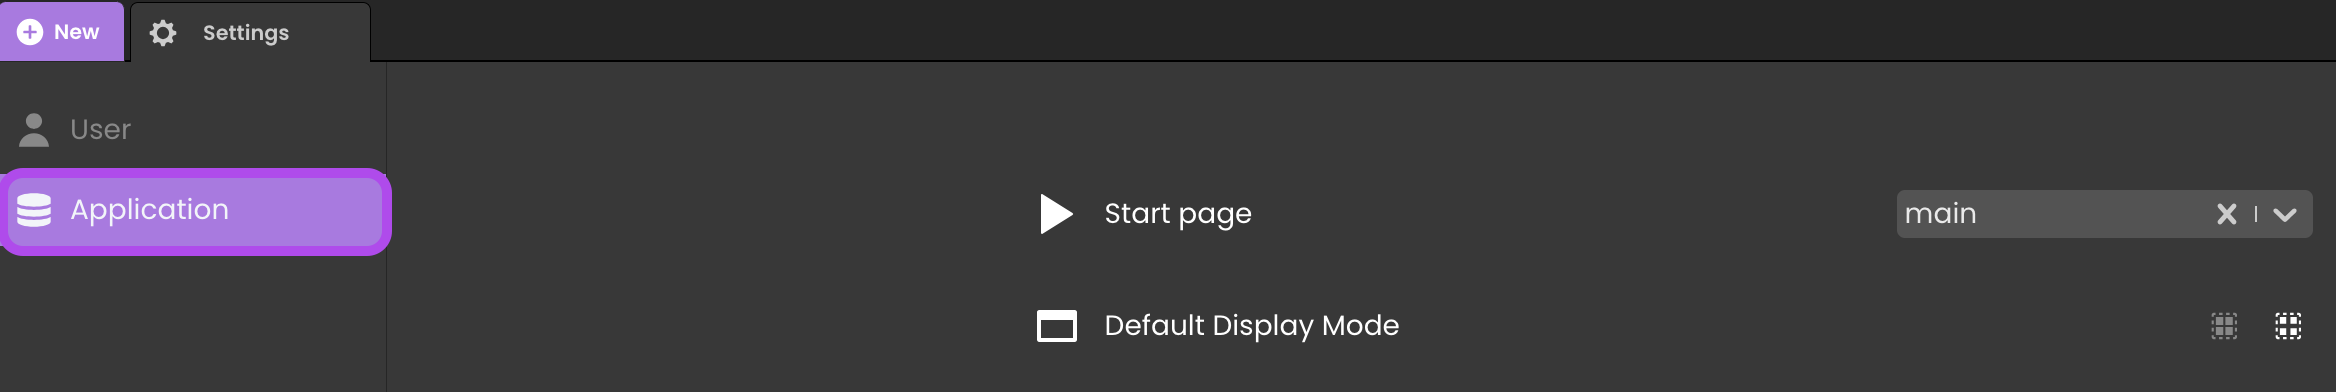 New
Settings
User
Application
Start page
main
Default Display Mode